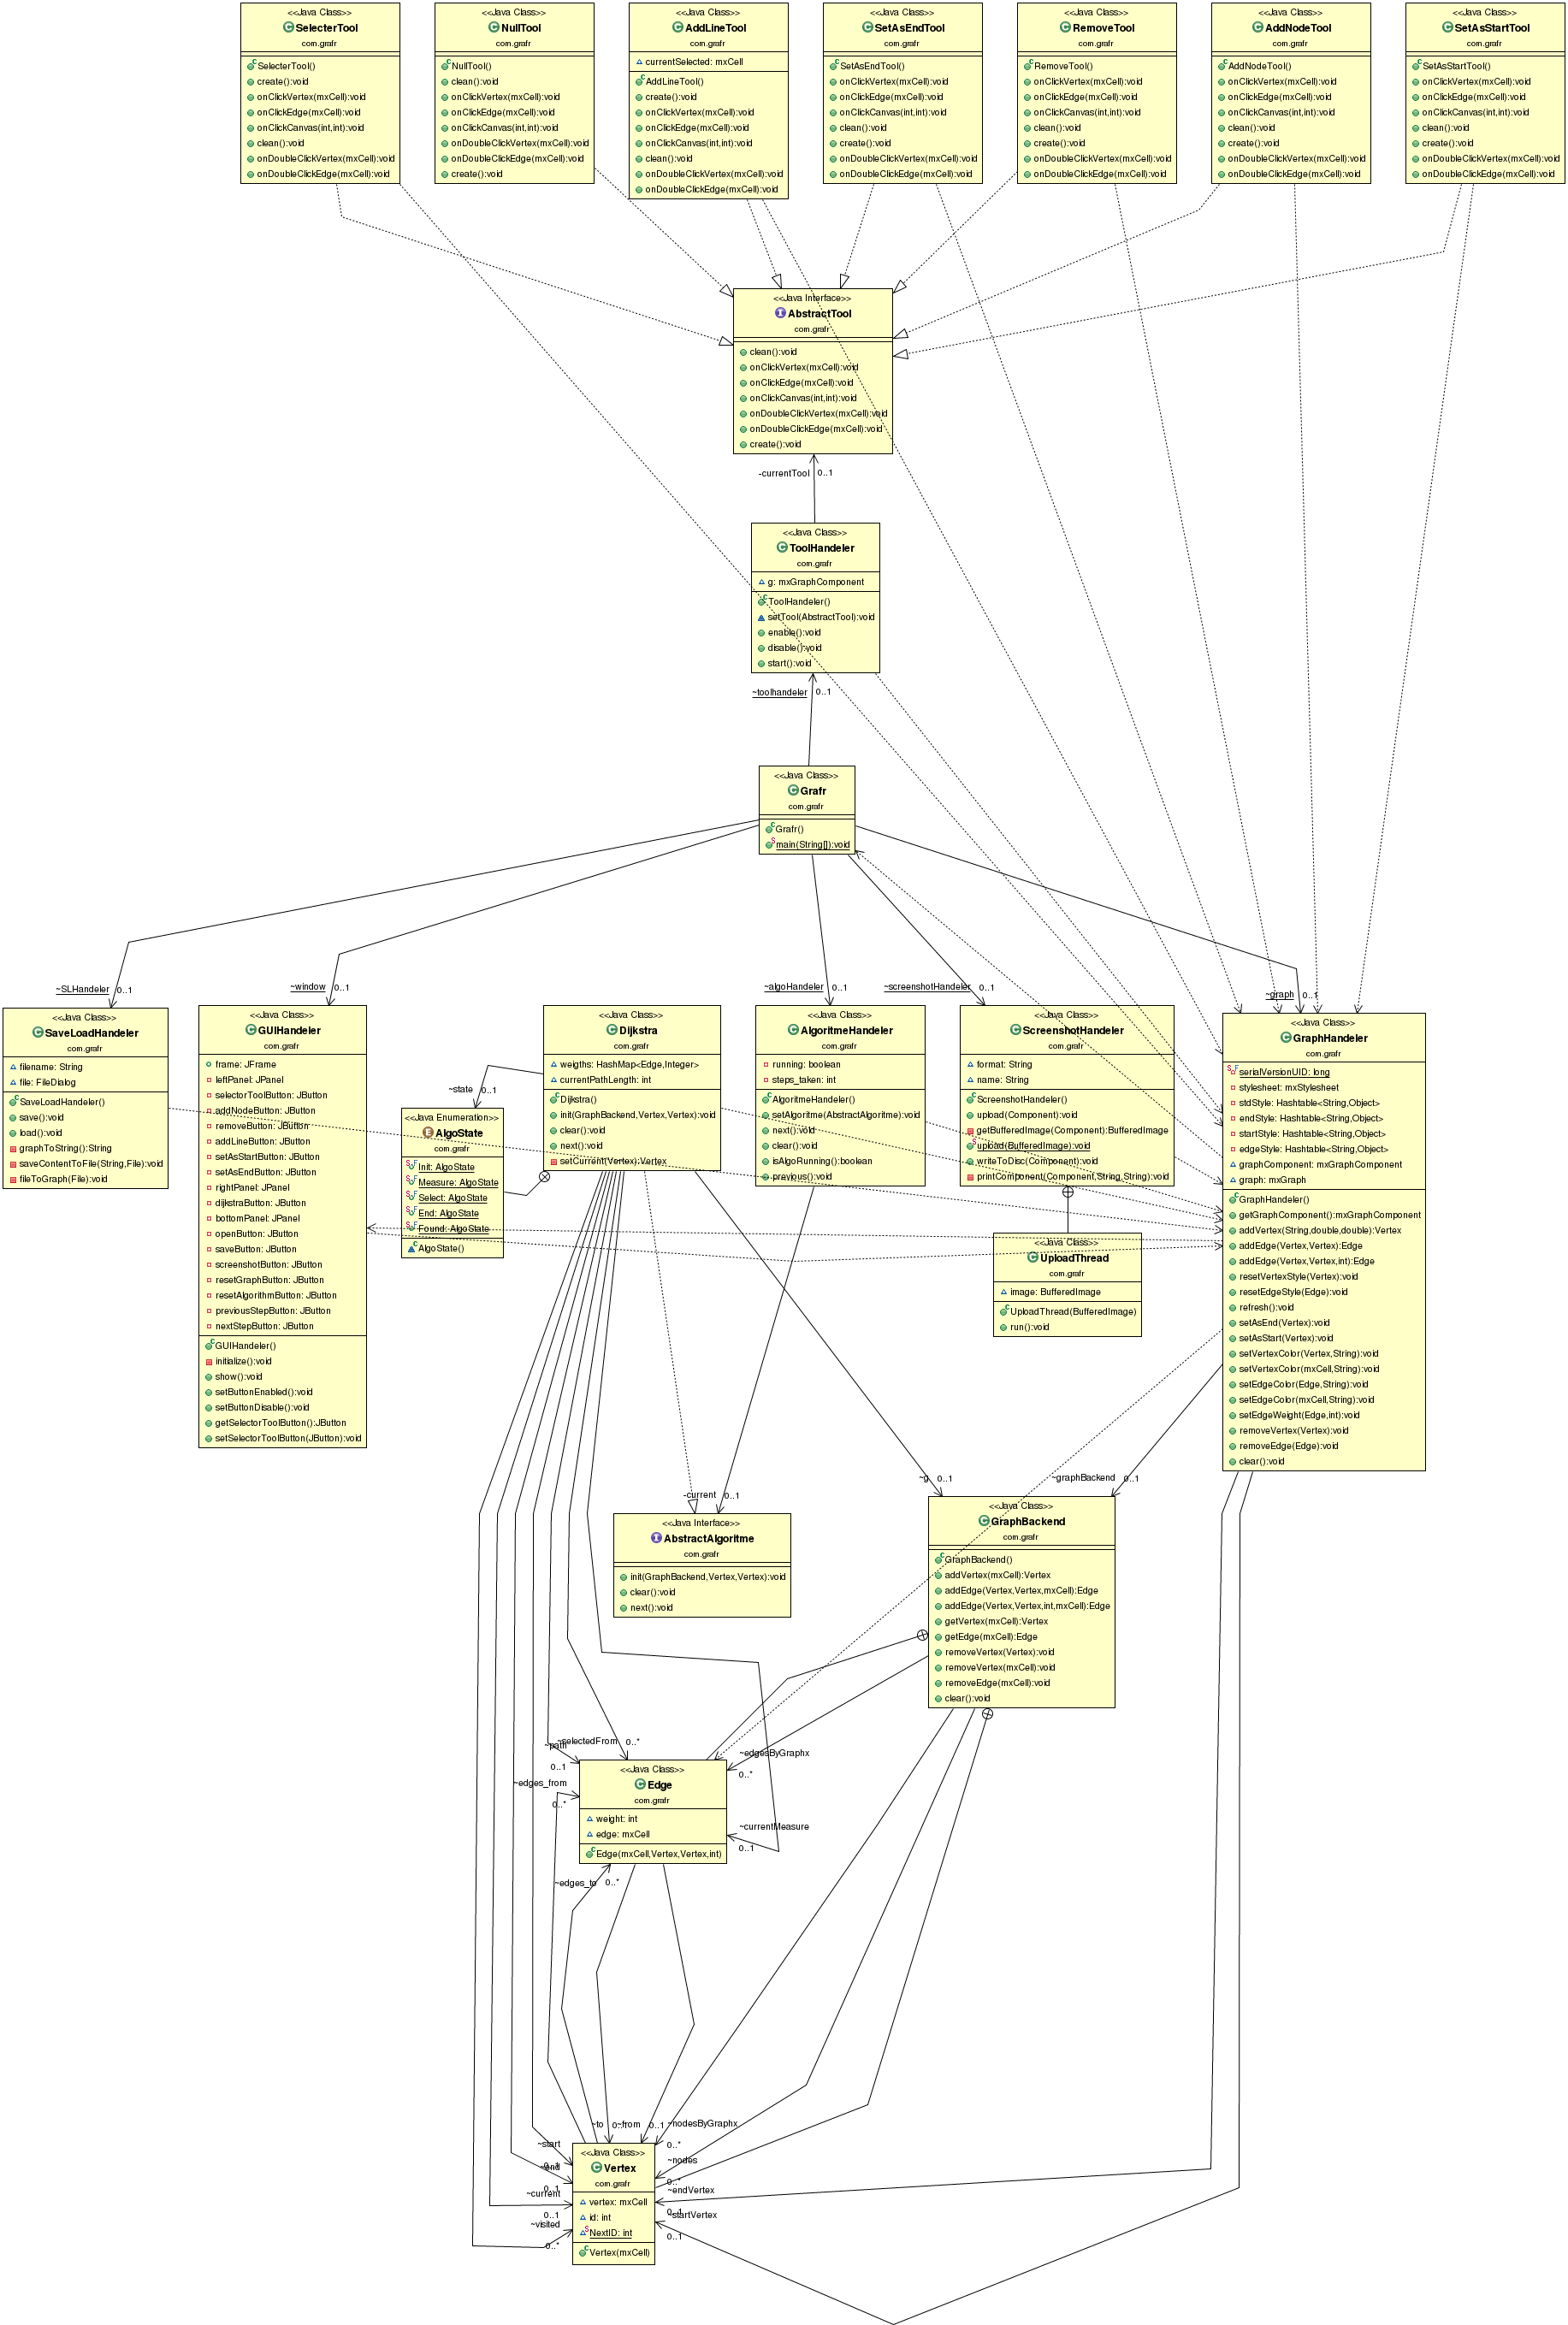 <<Java Class>>
SelecterTool
com.grafr
SelecterTool()
create():void
onClickVertex(mxCell):void
onClickEdge(mxCell):void
onClickCanvas(int,int):void
clean():void
onDoubleClickVertex(mxCell):void
onDoubleClickEdge(mxCell):void
<<Java Class>>
NullTool
com.grafr
NullTool()
clean():void
onClickVertex(mxCell):void
onClickEdge(mxCell):void
onClickCanvas(int,int):void
onDoubleClickVertex(mxCell):void
onDoubleClickEdge(mxCell):void
create():void
<<Java Class>>
AddLineTool
com.grafr
currentSelected: mxCell
AddLineTool()
create():void
onClickVertex(mxCell):void
onClickEdge(mxCell):void
onClickCanvas(int,int):void
clean():void
onDoubleClickVertex(mxCell):void
onDoubleClickEdge(mxCell):void
<<Java Class>>
SetAsEndTool
com.grafr
SetAsEndTool()
onClickVertex(mxCell):void
onClickEdge(mxCell):void
onClickCanvas(int,int):void
clean():void
create():void
onDoubleClickVertex(mxCell):void
onDoubleClickEdge(mxCell):void
<<Java Class>>
RemoveTool
com.grafr
RemoveTool()
onClickVertex(mxCell):void
onClickEdge(mxCell):void
onClickCanvas(int,int):void
clean():void
create():void
onDoubleClickVertex(mxCell):void
onDoubleClickEdge(mxCell):void
<<Java Class>>
AddNodeTool
com.grafr
AddNodeTool()
onClickVertex(mxCell):void
onClickEdge(mxCell):void
onClickCanvas(int,int):void
clean():void
create():void
onDoubleClickVertex(mxCell):void
onDoubleClickEdge(mxCell):void
<<Java Class>>
SetAsStartTool
com.grafr
SetAsStartTool()
onClickVertex(mxCell):void
onClickEdge(mxCell):void
onClickCanvas(int,int):void
clean():void
create():void
onDoubleClickVertex(mxCell):void
onDoubleClickEdge(mxCell):void
<<Java Interface>>
AbstractTool
com.grafr
clean():void
onClickVertex(mxCell):void
onClickEdge(mxCell):void
onClickCanvas(int,int):void
onDoubleClickVertex(mxCell):void
onDoubleClickEdge(mxCell):void
create():void
-currentTool 0..1
<<Java Class>>
ToolHandeler
com.grafr
g: mxGraphComponent
ToolHandeler()
setTool(AbstractTool):void
enable():void
disable():void
start():void
~toolhandeler 0..1
<<Java Class>>
Grafr
com.grafr
Grafr()
main(String[]):void
~SLHandeler 0..1
~window 0..1
~algoHandeler 0..1
~screenshotHandeler 0..1
~graph 0..1
<<Java Class>>
SaveLoadHandeler
com.grafr
filename: String
file: FileDialog
SaveLoadHandeler()
save():void
load():void
graphToString():String
saveContentToFile(String,File):void
fileToGraph(File):void
<<Java Class>>
GUIHandeler
com.grafr
frame: JFrame
leftPanel: JPanel
selectorToolButton: JButton
addNodeButton: JButton
removeButton: JButton
addLineButton: JButton
setAsStartButton: JButton
setAsEndButton: JButton
rightPanel: JPanel
dijkstraButton: JButton
bottomPanel: JPanel
openButton: JButton
saveButton: JButton
screenshotButton: JButton
resetGraphButton: JButton
resetAlgorithmButton: JButton
previousStepButton: JButton
nextStepButton: JButton
GUIHandeler()
initialize():void
show():void
setButtonEnabled():void
setButtonDisable():void
getSelectorToolButton():JButton
setSelectorToolButton(JButton):void
~state 0..1
<<Java Enumeration>>
AlgoState
com.grafr
Init: AlgoState
Measure: AlgoState
Select: AlgoState
End: AlgoState
Found: AlgoState
AlgoState()
<<Java Class>>
Dijkstra
com.grafr
weigths: HashMap<Edge,Integer>
currentPathLength: int
Dijkstra()
init(GraphBackend,Vertex,Vertex):void
clear():void
next():void
setCurrent(Vertex):Vertex
<<Java Class>>
AlgoritmeHandeler
com.grafr
running: boolean
steps_taken: int
AlgoritmeHandeler()
setAlgoritme(AbstractAlgoritme):void
next():void
clear():void
isAlgoRunning():boolean
previous():void
<<Java Class>>
ScreenshotHandeler
com.grafr
format: String
name: String
ScreenshotHandeler()
upload(Component):void
getBufferedImage(Component):BufferedImage
upload(BufferedImage):void
writeToDisc(Component):void
printComponent(Component,String,String):void
<<Java Class>>
UploadThread
com.grafr
image: BufferedImage
UploadThread(BufferedImage)
run():void
<<Java Class>>
GraphHandeler
com.grafr
serialVersionUID: long
stylesheet: mxStylesheet
stdStyle: Hashtable<String,Object>
endStyle: Hashtable<String,Object>
startStyle: Hashtable<String,Object>
edgeStyle: Hashtable<String,Object>
graphComponent: mxGraphComponent
graph: mxGraph
GraphHandeler()
getGraphComponent():mxGraphComponent
addVertex(String,double,double):Vertex
addEdge(Vertex,Vertex):Edge
addEdge(Vertex,Vertex,int):Edge
resetVertexStyle(Vertex):void
resetEdgeStyle(Edge):void
refresh():void
setAsEnd(Vertex):void
setAsStart(Vertex):void
setVertexColor(Vertex,String):void
setVertexColor(mxCell,String):void
setEdgeColor(Edge,String):void
setEdgeColor(mxCell,String):void
setEdgeWeight(Edge,int):void
removeVertex(Vertex):void
removeEdge(Edge):void
clear():void
-current 0..1
~g 0..1
~graphBackend 0..1
<<Java Interface>>
AbstractAlgoritme
com.grafr
init(GraphBackend,Vertex,Vertex):void
clear():void
next():void
<<Java Class>>
GraphBackend
com.grafr
GraphBackend()
addVertex(mxCell):Vertex
addEdge(Vertex,Vertex,mxCell):Edge
addEdge(Vertex,Vertex,int,mxCell):Edge
getVertex(mxCell):Vertex
getEdge(mxCell):Edge
removeVertex(Vertex):void
removeVertex(mxCell):void
removeEdge(mxCell):void
clear():void
~selectedFrom 0..*
~path
0..1
~edgesByGraphx
0..*
~edges_from
0..*
<<Java Class>>
Edge
com.grafr
weight: int
edge: mxCell
Edge(mxCell,Vertex,Vertex,int)
~currentMeasure
0..1
~edges_to 0..*
~to 0..1
~from 0..1
~nodesByGraphx
0..*
~start
0..1
~end
0..1
~nodes
0..*
~current
0..1
~endVertex
0..1
~visited
0..*
~startVertex
0..1
<<Java Class>>
Vertex
com.grafr
vertex: mxCell
id: int
NextID: int
Vertex(mxCell)